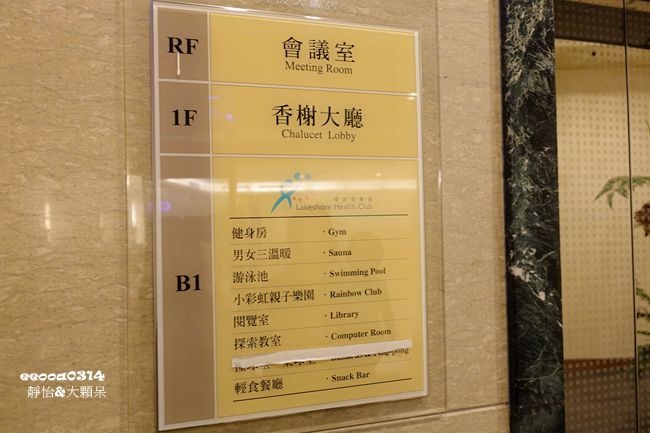 RF
會議室
Meeting Room
1F
香榭大廳
Chalucet Lobby
Lakeshore Health Club
B1
健身房 ·Gym
男女三溫暖 ·Sauna
游泳池 ·Swimming Pool
小彩虹親子樂園 ·Rainbow Club
閱覽室 ·Library
探索教室 ·Computer Room
輕食餐廳 ·Snack Bar
eeooa0314
靜怡&大顆呆